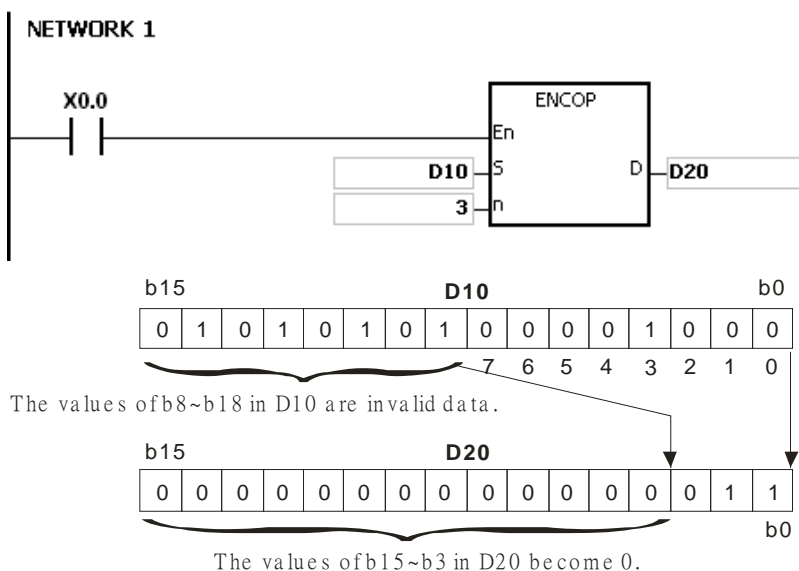 NETWORK 1
X0.0
ENCOP
En
D10 S D D20
3 n
b15 D10 b0
0 1 0 1 0 1 0 1 0 0 0 0 1 0 0 0
7 6 5 4 3 2 1 0
The values of b8~b18 in D10 are invalid data.
b15 D20
0 0 0 0 0 0 0 0 0 0 0 0 0 0 1 1
b0
The values of b15~b3 in D20 become 0.